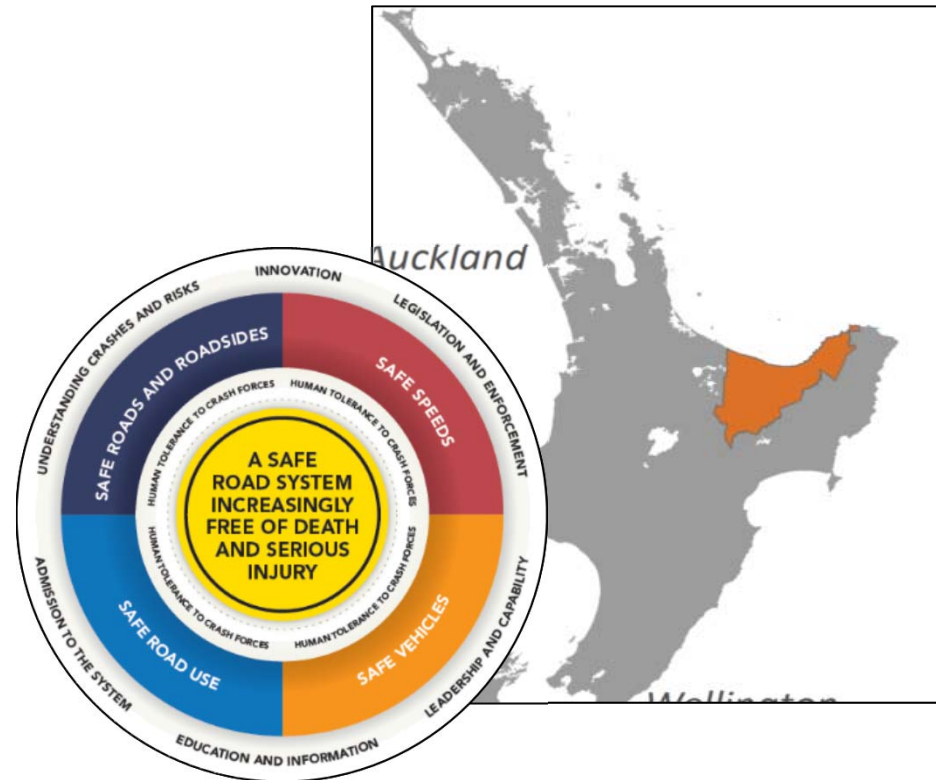 Auckland
Wellington
INNOVATION
LEGISLATION AND ENFORCEMENT
LEADERSHIP AND CAPABILITY
EDUCATION AND INFORMATION
ADMISSION TO THE SYSTEM
UNDERSTANDING CRASHES AND RISKS
SAFE ROADS AND ROADSIDES
SAFE SPEEDS
SAFE VEHICLES
SAFE ROAD USE
HUMAN TOLERANCE TO CRASH FORCES
HUMAN TOLERANCE TO CRASH FORCES
HUMAN TOLERANCE TO CRASH FORCES
HUMAN TOLERANCE TO CRASH FORCES
A SAFE
ROAD SYSTEM
INCREASINGLY
FREE OF DEATH
AND SERIOUS
INJURY